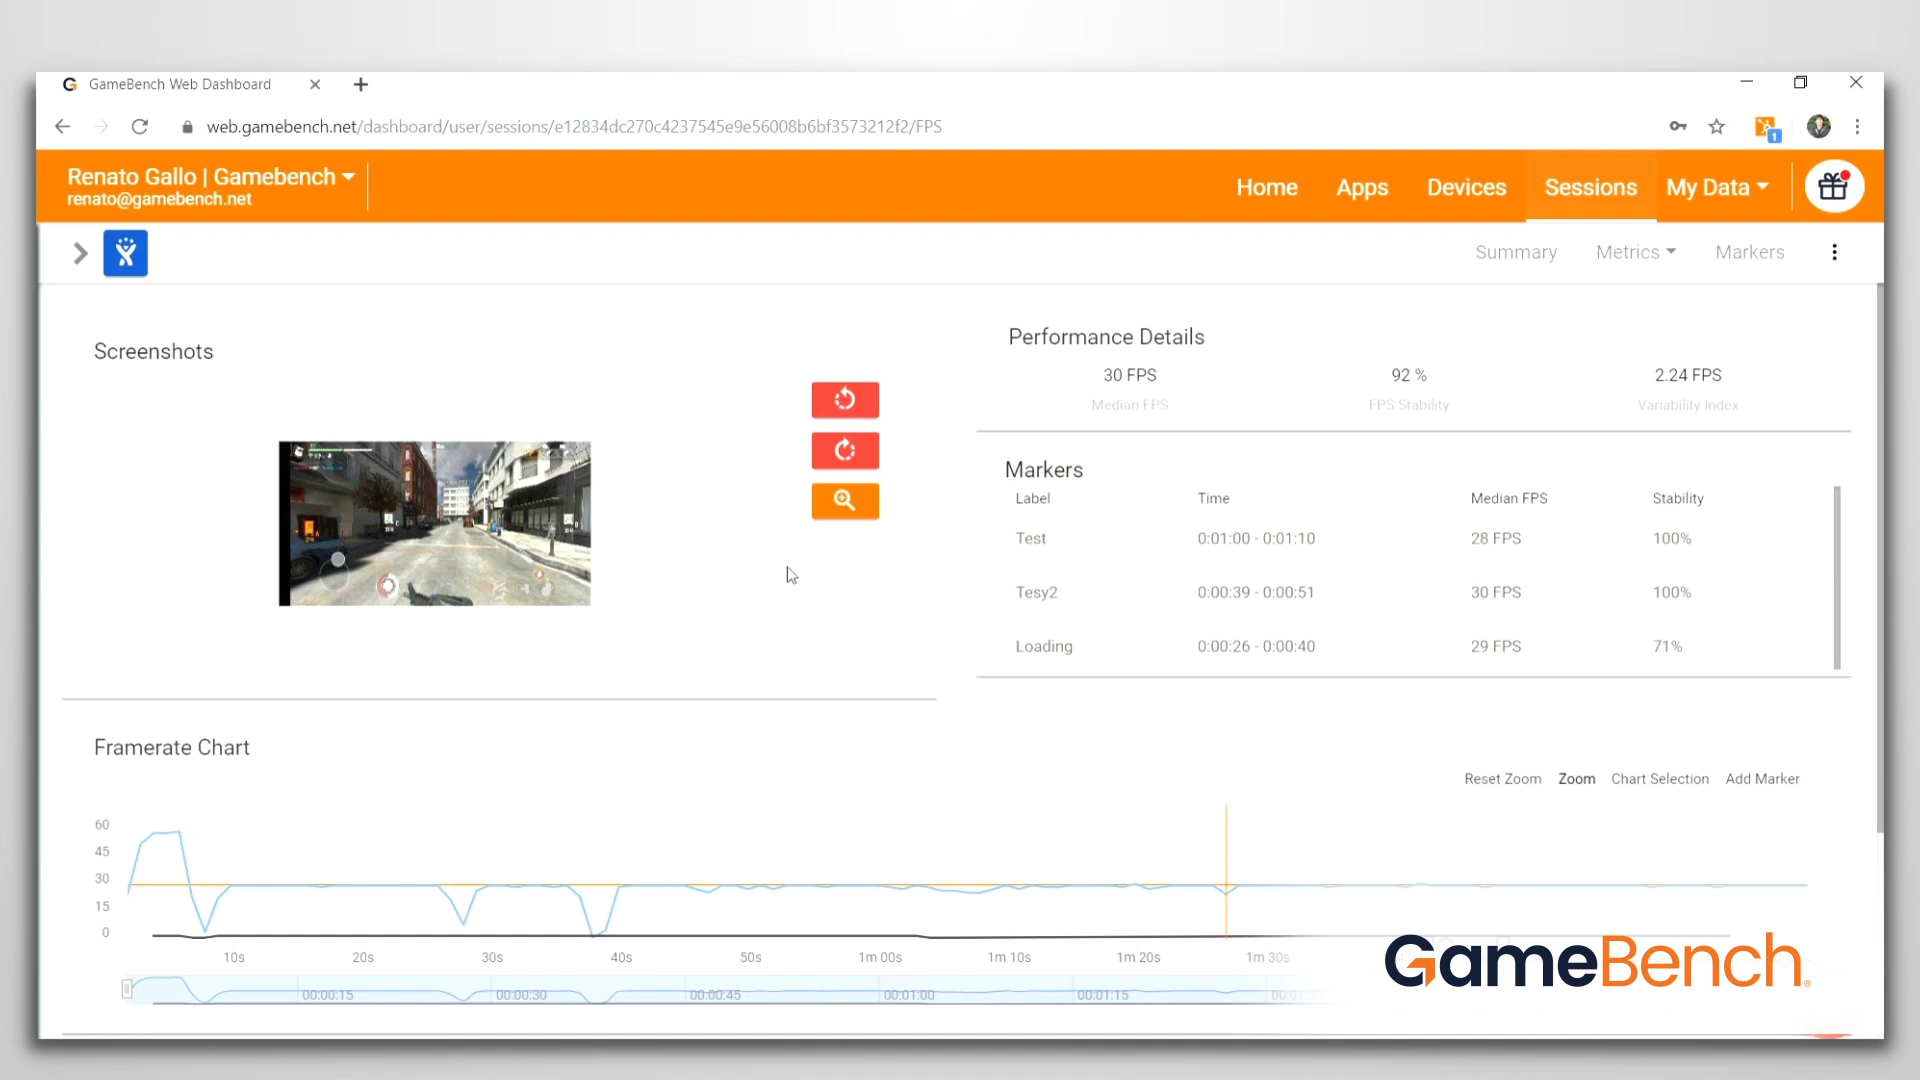 GameBench Web Dashboard
web.gamebench.net/dashboard/user/sessions/e12834dc270c4237545e9e56008b6bf3573212f2/FPS
1
Renato Gallo | Gamebench
renato@gamebench.net
Home Apps Devices Sessions My Data
Summary Metrics Markers
Screenshots
Performance Details
30 FPS 92 % 2.24 FPS
Median FPS FPS Stability Variability Index
Markers
Label Time Median FPS Stability
Test 0:01:00 - 0:01:10 28 FPS 100%
Tesy2 0:00:39 - 0:00:51 30 FPS 100%
Loading 0:00:26 - 0:00:40 29 FPS 71%
Framerate Chart
Reset Zoom Zoom Chart Selection Add Marker
60
45
30
15
0
10s 20s 30s 40s 50s 1m 00s 1m 10s 1m 20s 1m 30s
00:00:15 00:00:30 00:00:45 00:01:00 00:01:15 00:01:30
GameBench®